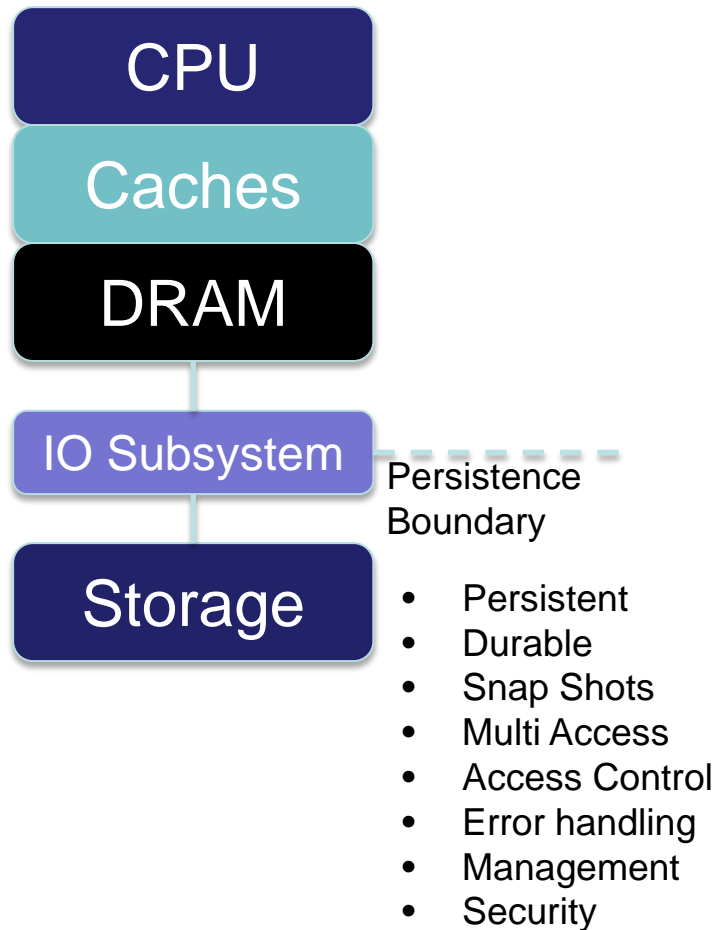 CPU
Caches
DRAM
IO Subsystem
Persistence
Boundary
Storage
• Persistent
• Durable
• Snap Shots
• Multi Access
• Access Control
• Error handling
• Management
• Security